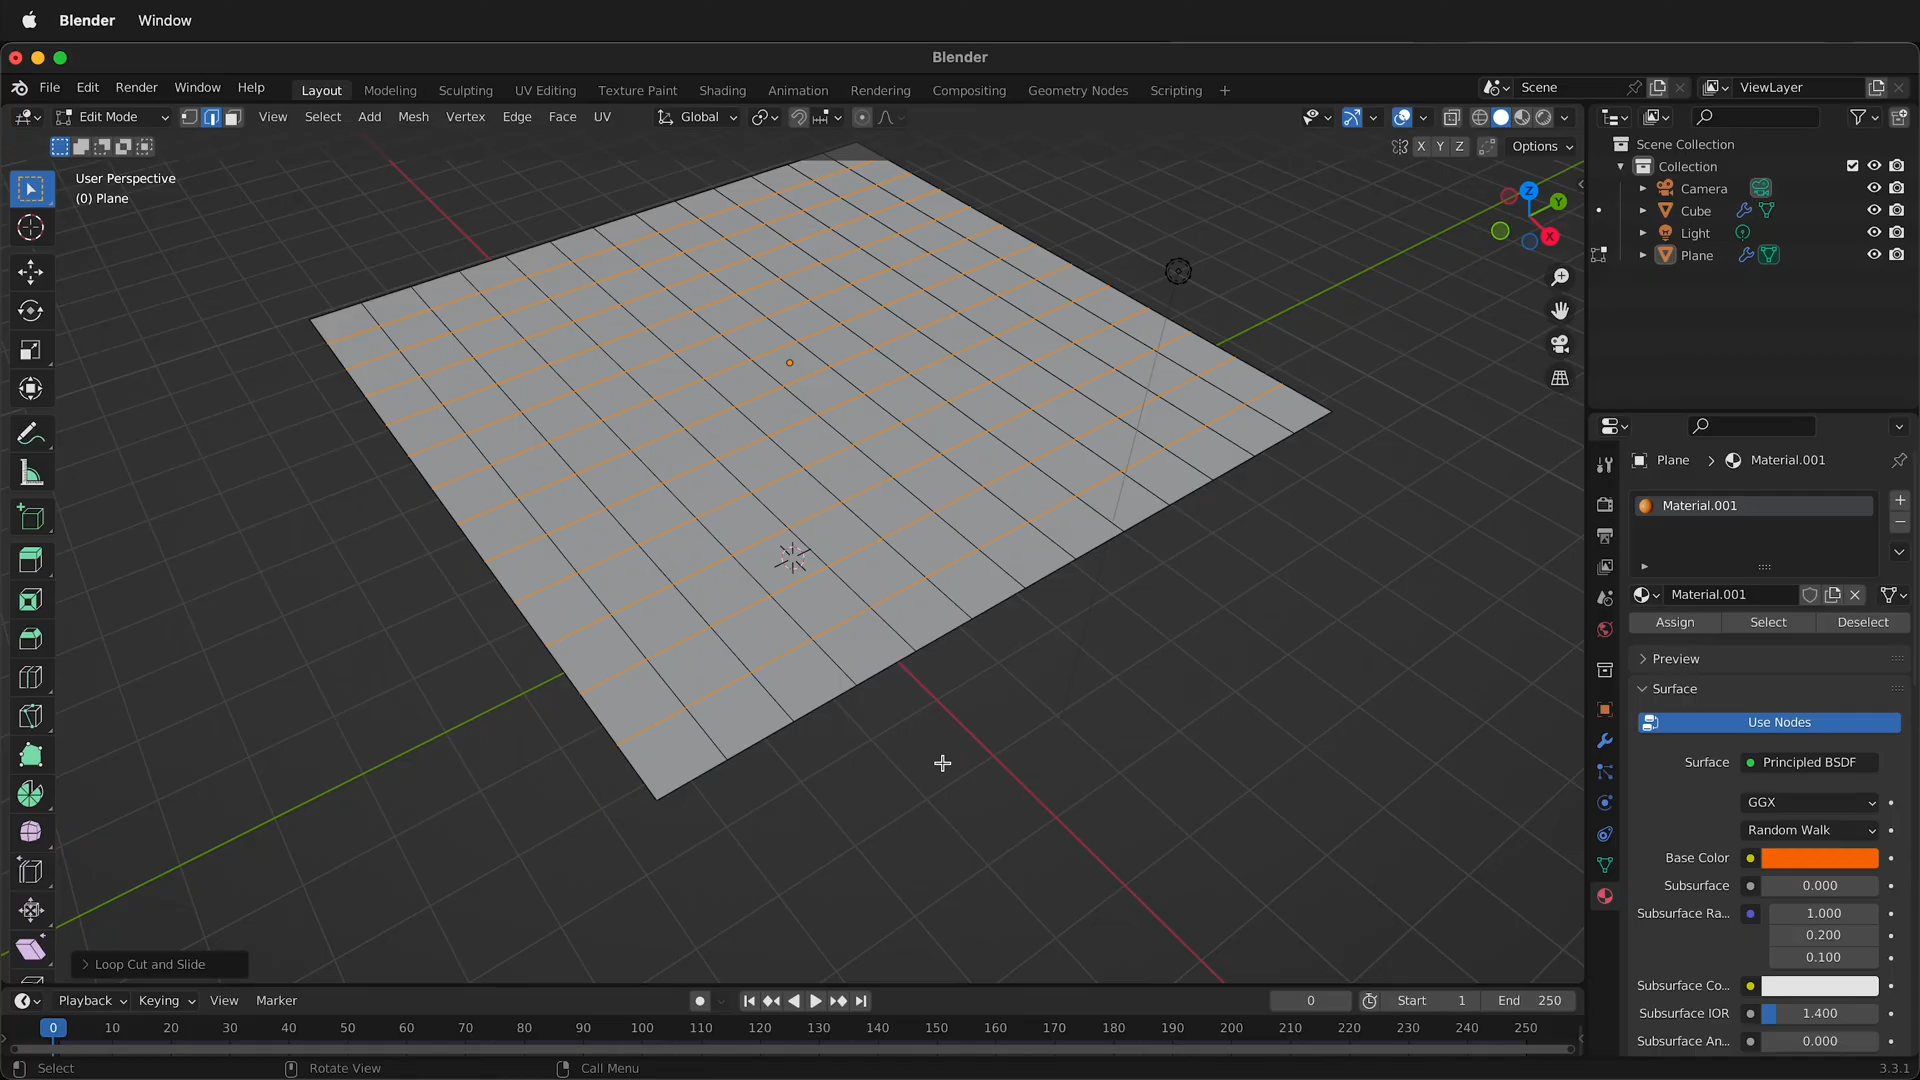 Blender Window
Blender
File Edit Render Window Help Layout Modeling Sculpting UV Editing Texture Paint Shading Animation Rendering Compositing Geometry Nodes Scripting + Scene ViewLayer
Edit Mode View Select Add Mesh Vertex Edge Face UV Global
X Y Z Options
User Perspective
(0) Plane
Z
Y
X
Scene Collection
Collection
Camera
Cube
Light
Plane
Plane > Material.001
Material.001
Material.001
Assign Select Deselect
Preview
Surface
Use Nodes
Surface Principled BSDF
GGX
Random Walk
Base Color
Subsurface 0.000
Subsurface Ra... 1.000
0.200
0.100
Subsurface Co...
Subsurface IOR 1.400
Subsurface An... 0.000
Loop Cut and Slide
Playback Keying View Marker 0 Start 1 End 250
0 10 20 30 40 50 60 70 80 90 100 110 120 130 140 150 160 170 180 190 200 210 220 230 240 250
Select Rotate View Call Menu 3.3.1